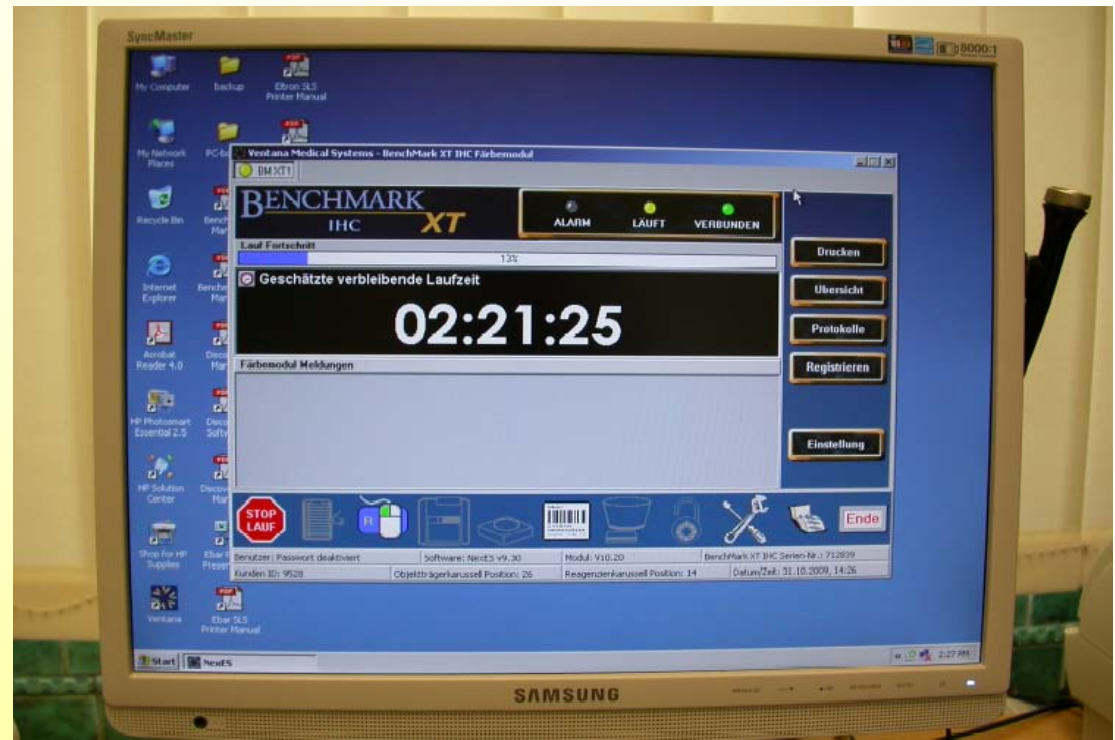 SyncMaster
8000:1
My Computer
backup
Eltron SLS
Printer Manual
My Network
Places
Recycle Bin
Internet
Explorer
Acrobat
Reader 4.0
HP Photosmart
Essential 2.5
HP Solution
Center
Shop for HP
Supplies
Ventana
Ebar SLS
Printer Manual
Ventana Medical Systems - BenchMark XT IHC Färbemodul
BM XT1
BENCHMARK
IHC XT
ALARM LÄUFT VERBUNDEN
Lauf Fortschritt
13%
Geschätzte verbleibende Laufzeit
02:21:25
Färbemodul Meldungen
Drucken
Übersicht
Protokolle
Registrieren
Einstellung
STOP
LAUF
R
Ende
Benutzer: Passwort deaktiviert Software: NexES v9.30 Modul: V10.20 BenchMark XT IHC Serien-Nr.: 712839
Kunden ID: 9528 Objektträgerkarussell Position: 26 Reagenzienkarussell Position: 14 Datum/Zeit: 31.10.2009, 14:26
Start NexES
2:27 PM
SAMSUNG